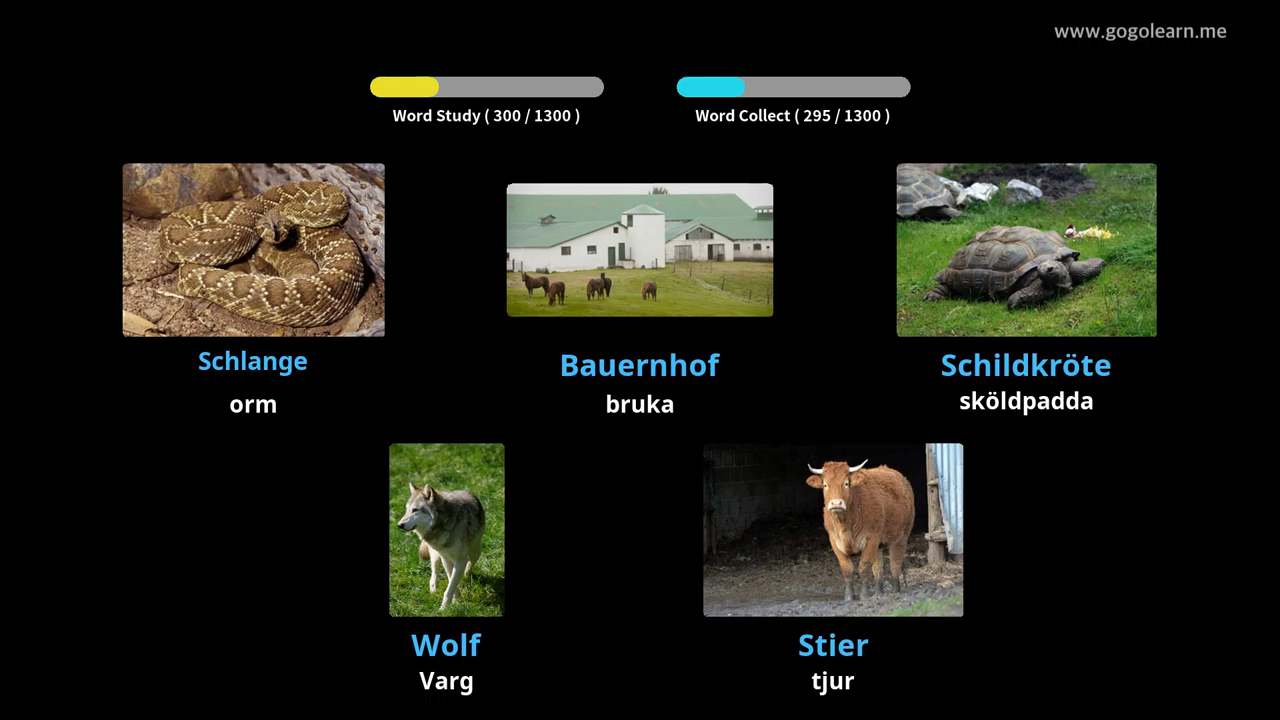 www.gogolearn.me
Word Study ( 300 / 1300 )
Word Collect ( 295 / 1300 )
Schlange
orm
Bauernhof
bruka
Schildkröte
sköldpadda
Wolf
Varg
Stier
tjur